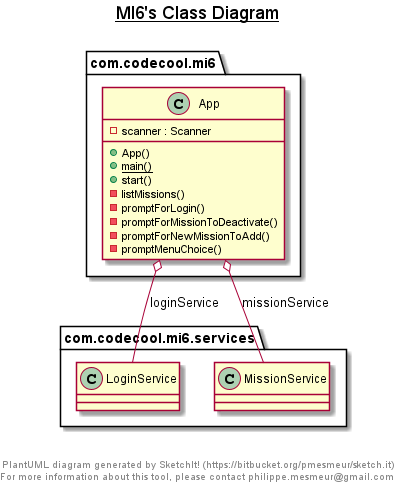 MI6's Class Diagram
com.codecool.mi6
C App
scanner : Scanner
App()
main()
start()
listMissions()
promptForLogin()
promptForMissionToDeactivate()
promptForNewMissionToAdd()
promptMenuChoice()
loginService
missionService
com.codecool.mi6.services
C LoginService
C MissionService
PlantUML diagram generated by SketchIt! (https://bitbucket.org/pmesmeur/sketch.it)
For more information about this tool, please contact philippe.mesmeur@gmail.com